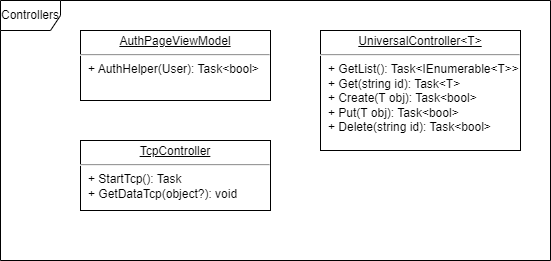 Controllers
AuthPageViewModel
+ AuthHelper(User): Task<bool>
UniversalController<T>
+ GetList(): Task<IEnumerable<T>>
+ Get(string id): Task<T>
+ Create(T obj): Task<bool>
+ Put(T obj): Task<bool>
+ Delete(string id): Task<bool>
TcpController
+ StartTcp(): Task
+ GetDataTcp(object?): void